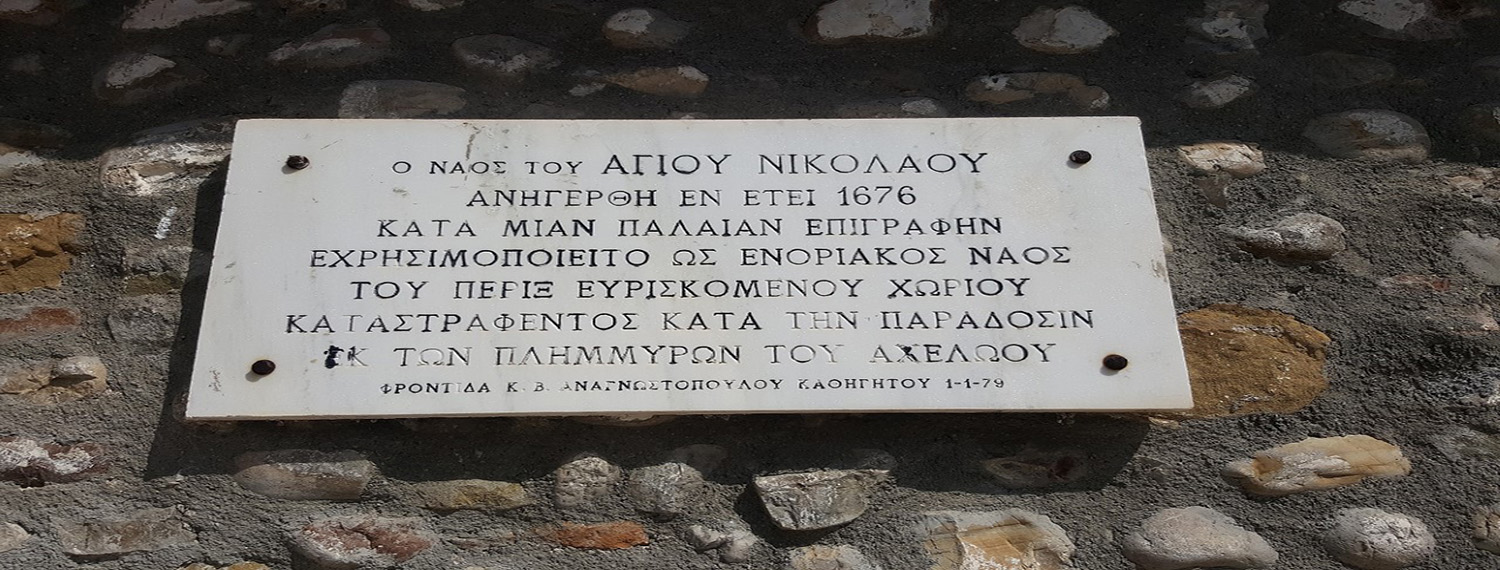 Ο ΝΑΟΣ ΤΟΥ ΑΓΙΟΥ ΝΙΚΟΛΑΟΥ
ΑΝΗΓΕΡΘΗ ΕΝ ΕΤΕΙ 1676
ΚΑΤΑ ΜΙΑΝ ΠΑΛΑΙΑΝ ΕΠΙΓΡΑΦΗΝ
ΕΧΡΗΣΙΜΟΠΟΙΕΙΤΟ ΩΣ ΕΝΟΡΙΑΚΟΣ ΝΑΟΣ
ΤΟΥ ΠΕΡΙΞ ΕΥΡΙΣΚΟΜΕΝΟΥ ΧΩΡΙΟΥ
ΚΑΤΑΣΤΡΑΦΕΝΤΟΣ ΚΑΤΑ ΤΗΝ ΠΑΡΑΔΟΣΙΝ
ΕΚ ΤΩΝ ΠΛΗΜΜΥΡΩΝ ΤΟΥ ΑΧΕΛΩΟΥ
ΦΡΟΝΤΙΔΑ Κ. Β. ΑΝΑΓΝΩΣΤΟΠΟΥΛΟΥ ΚΑΘΗΓΗΤΟΥ 1-1-79